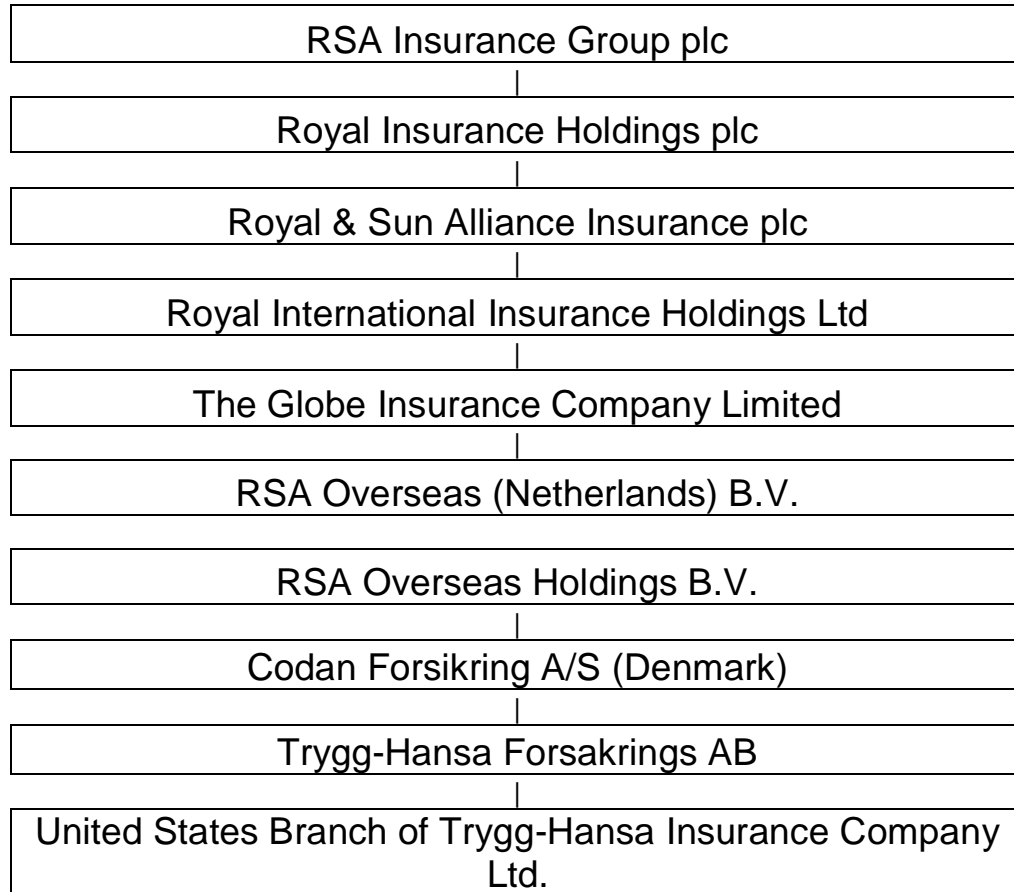 RSA Insurance Group plc
Royal Insurance Holdings plc
Royal & Sun Alliance Insurance plc
Royal International Insurance Holdings Ltd
The Globe Insurance Company Limited
RSA Overseas (Netherlands) B.V.
RSA Overseas Holdings B.V.
Codan Forsikring A/S (Denmark)
Trygg-Hansa Forsakrings AB
United States Branch of Trygg-Hansa Insurance Company
Ltd.